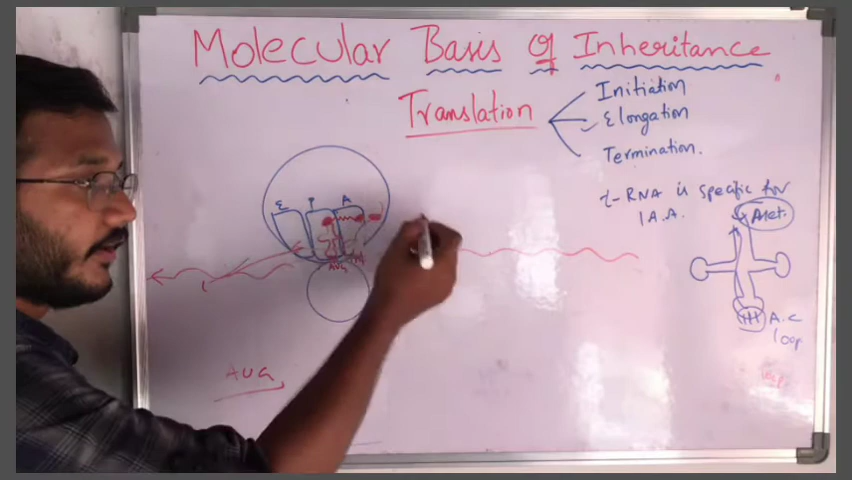 Molecular Basis Of Inheritance
Translation
Initiation
Elongation
Termination.
t-RNA is specific for
1 A.A.
Met.
E P A
AUG
A.C
loop
AUG